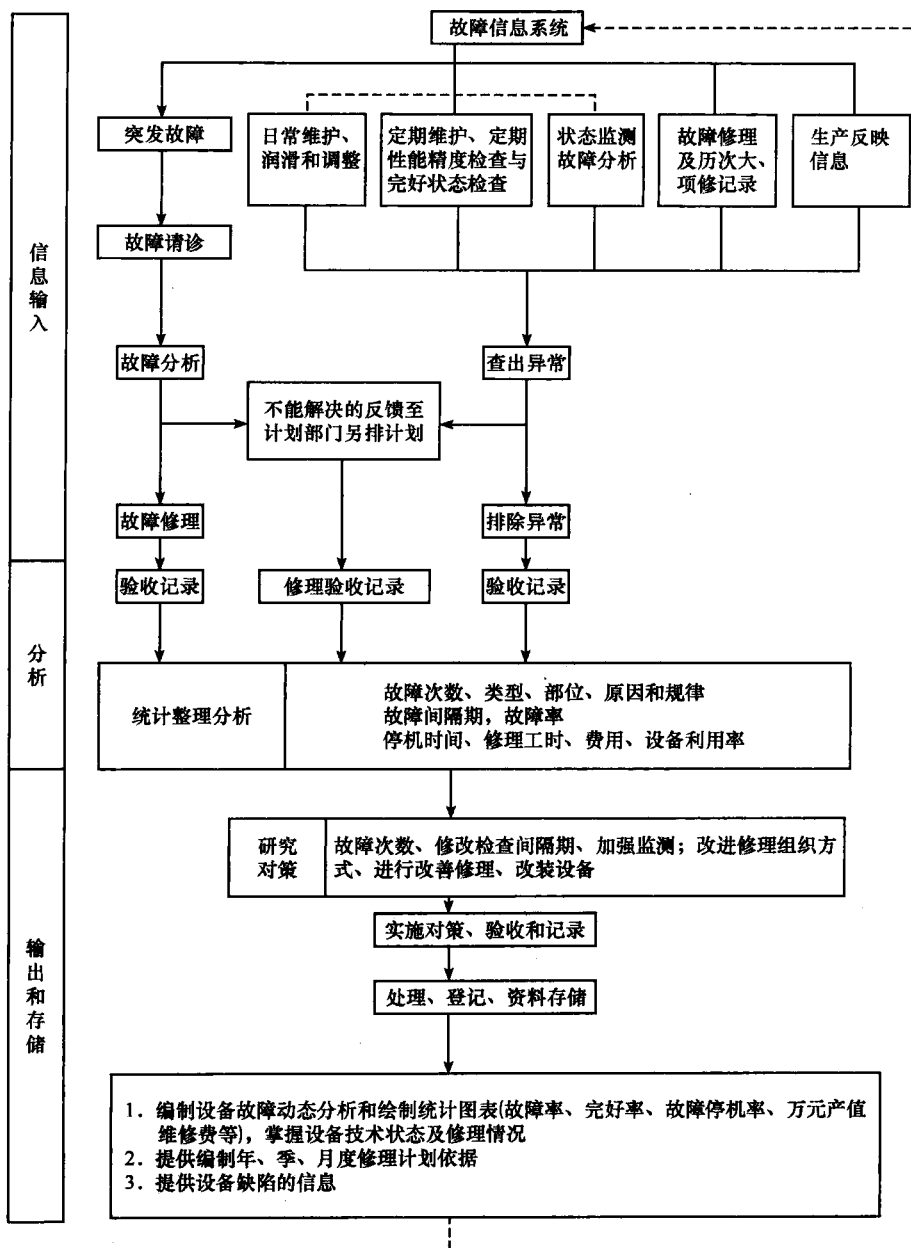 故障信息系统
突发故障
日常维护、
润滑和调整
定期维护、定期
性能精度检查与
完好状态检查
状态监测
故障分析
故障修理
及历次大、
项修记录
生产反映
信息
故障请诊
信息输入
故障分析
查出异常
不能解决的反馈至
计划部门另排计划
故障修理
排除异常
验收记录
修理验收记录
验收记录
分析
统计整理分析
故障次数、类型、部位、原因和规律
故障间隔期，故障率
停机时间、修理工时、费用、设备利用率
研究
对策
故障次数、修改检查间隔期、加强监测；改进修理组织方
式、进行改善修理、改装设备
实施对策、验收和记录
输出和存储
处理、登记、资料存储
1．编制设备故障动态分析和绘制统计图表(故障率、完好率、故障停机率、万元产值
维修费等)，掌握设备技术状态及修理情况
2．提供编制年、季、月度修理计划依据
3．提供设备缺陷的信息